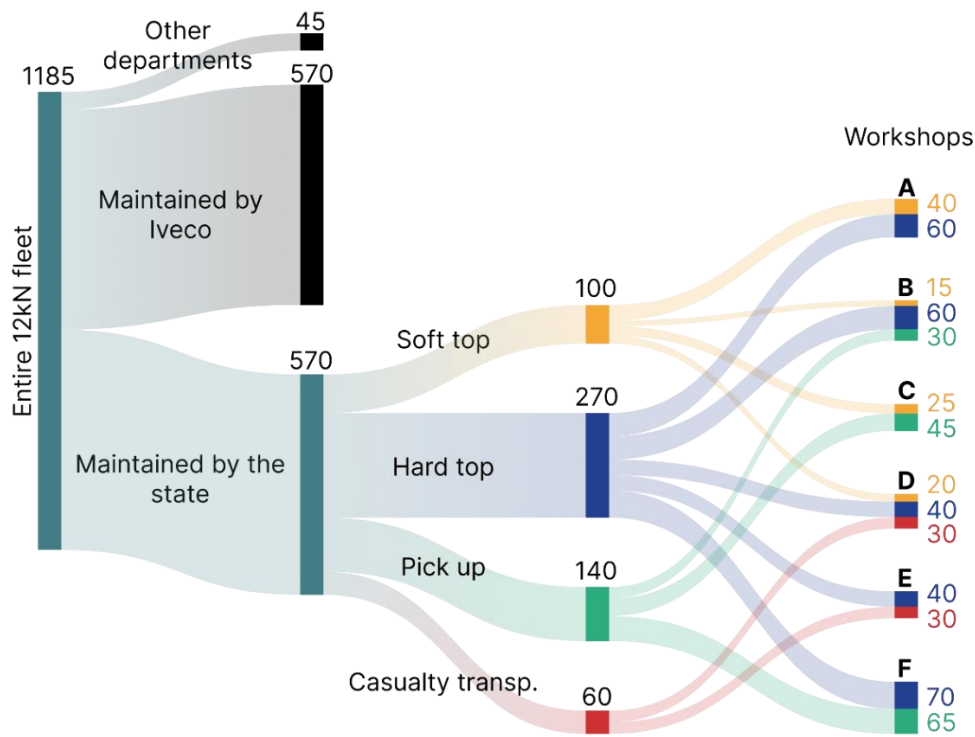 Other
departments
45
1185
570
Maintained by
Iveco
Entire 12kN fleet
570
Maintained by the
state
Soft top
100
Hard top
270
Pick up
140
Casualty transp.
60
Workshops
A
40
60
B
15
60
30
C
25
45
D
20
40
30
E
40
30
F
70
65